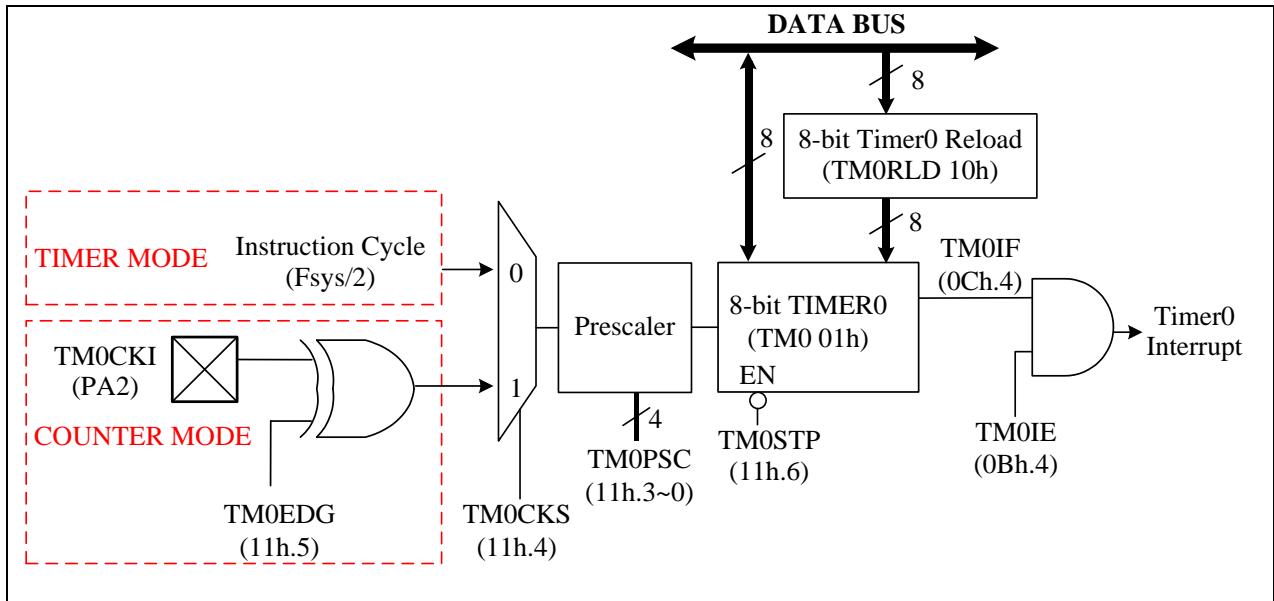 DATA BUS
8
8
8-bit Timer0 Reload
(TM0RLD 10h)
8
TIMER MODE
Instruction Cycle
(Fsys/2)
0
Prescaler
8-bit TIMER0
(TM0 01h)
EN
TM0IF
(0Ch.4)
Timer0
Interrupt
TM0CKI
(PA2)
1
COUNTER MODE
4
TM0PSC
(11h.3~0)
TM0STP
(11h.6)
TM0IE
(0Bh.4)
TM0EDG
(11h.5)
TM0CKS
(11h.4)